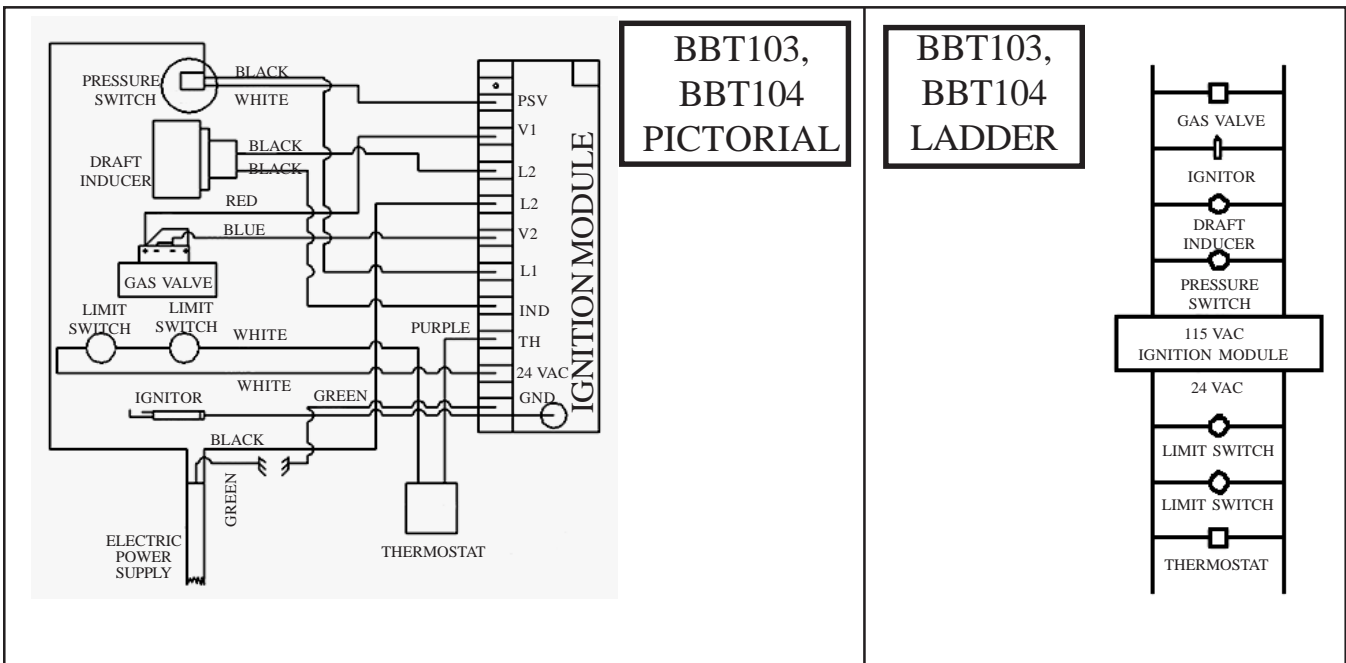 BBT103,
BBT104
PICTORIAL
PRESSURE
SWITCH
BLACK
WHITE
DRAFT
INDUCER
BLACK
BLACK
RED
BLUE
GAS VALVE
LIMIT
SWITCH
LIMIT
SWITCH
WHITE
PURPLE
WHITE
IGNITOR
GREEN
BLACK
GREEN
ELECTRIC
POWER
SUPPLY
THERMOSTAT
PSV
V1
L2
L2
V2
L1
IND
TH
24 VAC
GND
IGNITION MODULE
BBT103,
BBT104
LADDER
GAS VALVE
IGNITOR
DRAFT
INDUCER
PRESSURE
SWITCH
115 VAC
IGNITION MODULE
24 VAC
LIMIT SWITCH
LIMIT SWITCH
THERMOSTAT